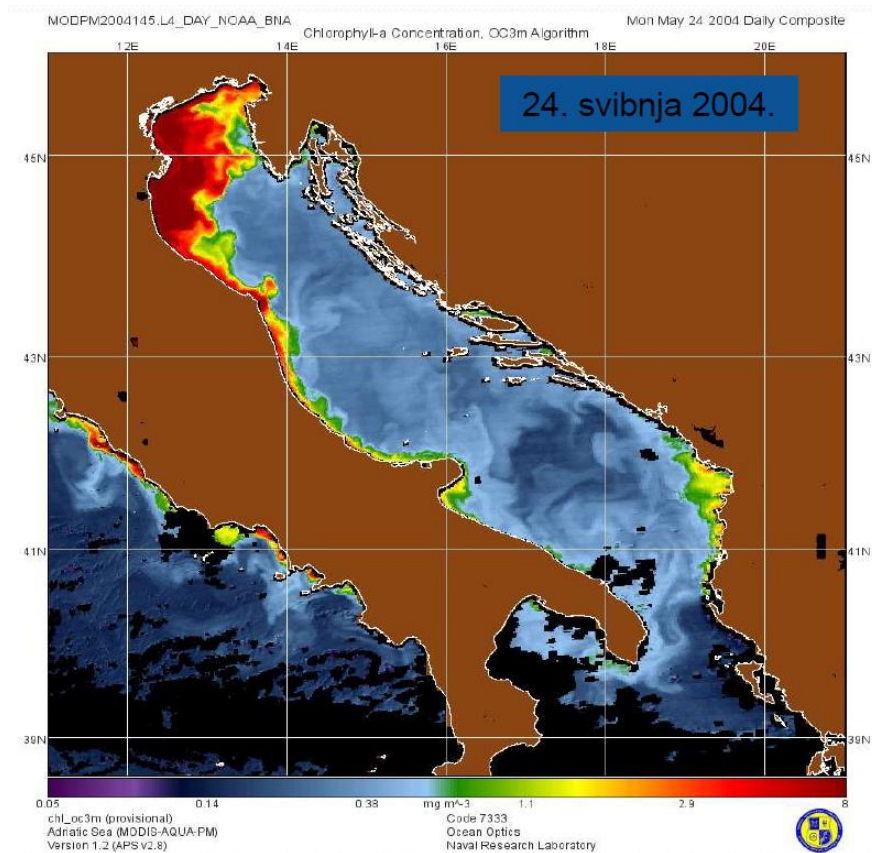 MODPM2004145.L4_DAY_NOAA_BNA
Mon May 24 2004 Daily Composite
Chlorophyll-a Concentration, OC3m Algorithm
12E 14E 16E 18E 20E
24. svibnja 2004.
45N 45N
43N 43N
41N 41N
39N 39N
0.05 0.14 0.38 mg m^-3 1.1 2.9 8
chl_oc3m (provisional)
Adriatic Sea (MODIS-AQUA-PM)
Version 1.2 (APS v2.8)
Code 7333
Ocean Optics
Naval Research Laboratory